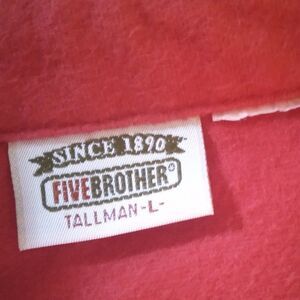 SINCE 1890
FIVEBROTHER®
TALLMAN -L-